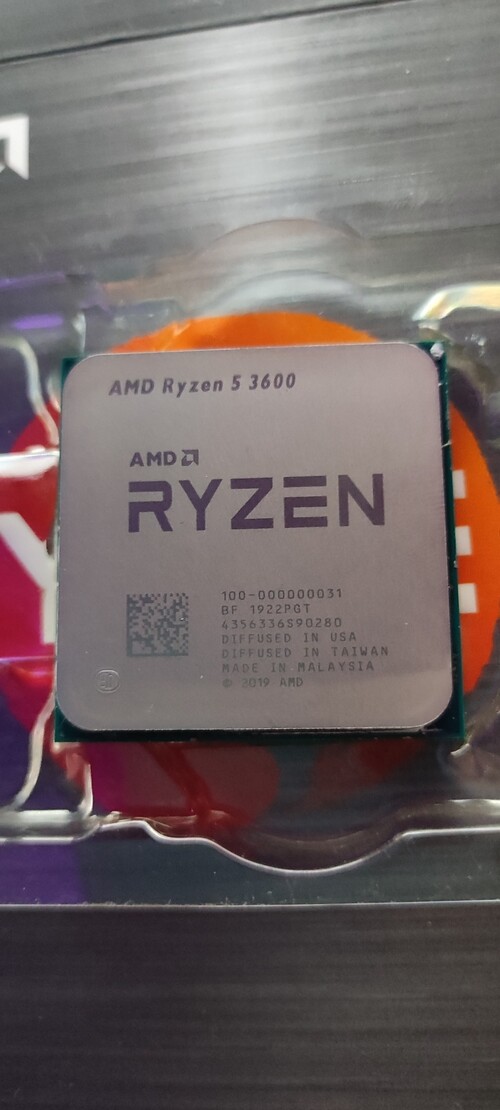 AMD Ryzen 5 3600
AMD
RYZEN
100-000000031
BF 1922PGT
4356336S90280
DIFFUSED IN USA
DIFFUSED IN TAIWAN
MADE IN MALAYSIA
© 2019 AMD